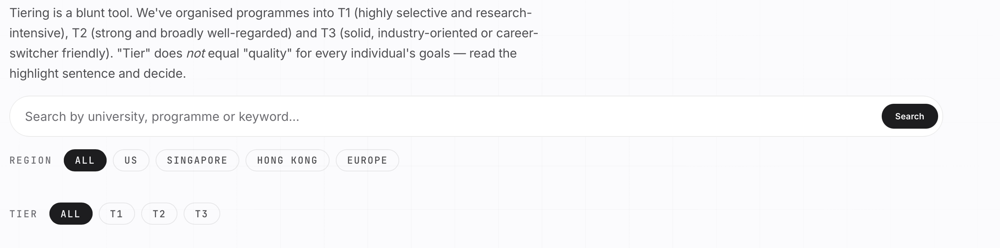 Tiering is a blunt tool. We've organised programmes into T1 (highly selective and research-
intensive), T2 (strong and broadly well-regarded) and T3 (solid, industry-oriented or career-
switcher friendly). "Tier" does not equal "quality" for every individual's goals — read the
highlight sentence and decide.
Search by university, programme or keyword...
Search
REGION ALL US SINGAPORE HONG KONG EUROPE
TIER ALL T1 T2 T3